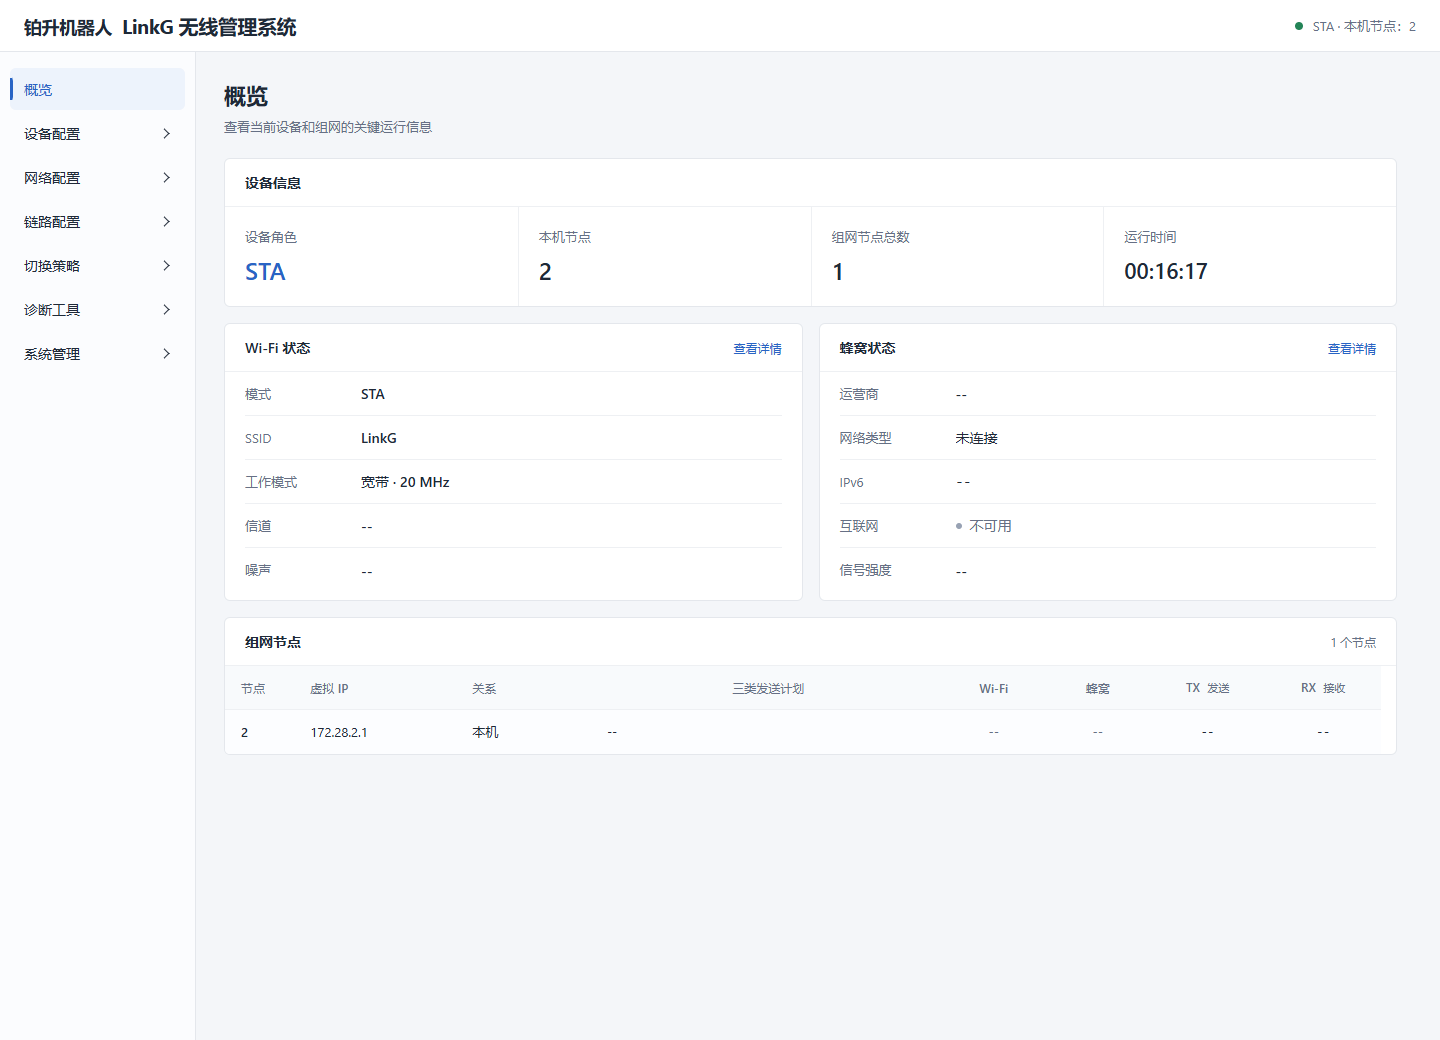 铂升机器人 LinkG 无线管理系统
STA · 本机节点：2
概览
设备配置
网络配置
链路配置
切换策略
诊断工具
系统管理
概览
查看当前设备和组网的关键运行信息
设备信息
设备角色 本机节点 组网节点总数 运行时间
STA 2 1 00:16:17
Wi-Fi 状态 查看详情
模式 STA
SSID LinkG
工作模式 宽带 · 20 MHz
信道 --
噪声 --
蜂窝状态 查看详情
运营商 --
网络类型 未连接
IPv6 --
互联网 不可用
信号强度 --
组网节点 1 个节点
节点 虚拟 IP 关系 三类发送计划 Wi-Fi 蜂窝 TX 发送 RX 接收
2 172.28.2.1 本机 -- -- -- -- --